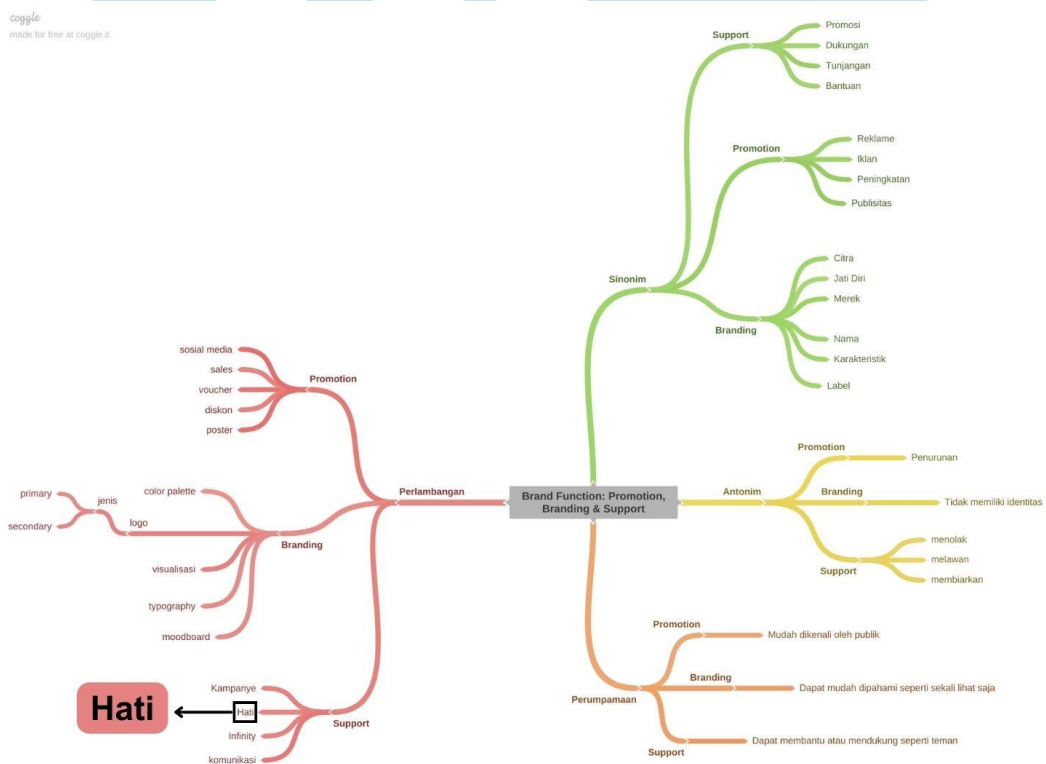 coggle
made for free at coggle.it
Brand Function: Promotion,
Branding & Support
Sinonim
Support
Promosi
Dukungan
Tunjangan
Bantuan
Promotion
Reklame
Iklan
Peningkatan
Publisitas
Branding
Citra
Jati Diri
Merek
Nama
Karakteristik
Label
Antonim
Promotion
Penurunan
Branding
Tidak memiliki identitas
Support
menolak
melawan
membiarkan
Perumpamaan
Promotion
Mudah dikenali oleh publik
Branding
Dapat mudah dipahami seperti sekali lihat saja
Support
Dapat membantu atau mendukung seperti teman
Perlambangan
Promotion
sosial media
sales
voucher
diskon
poster
Branding
color palette
logo
jenis
primary
secondary
visualisasi
typography
moodboard
Support
Kampanye
Hati
Hati
Infinity
komunikasi